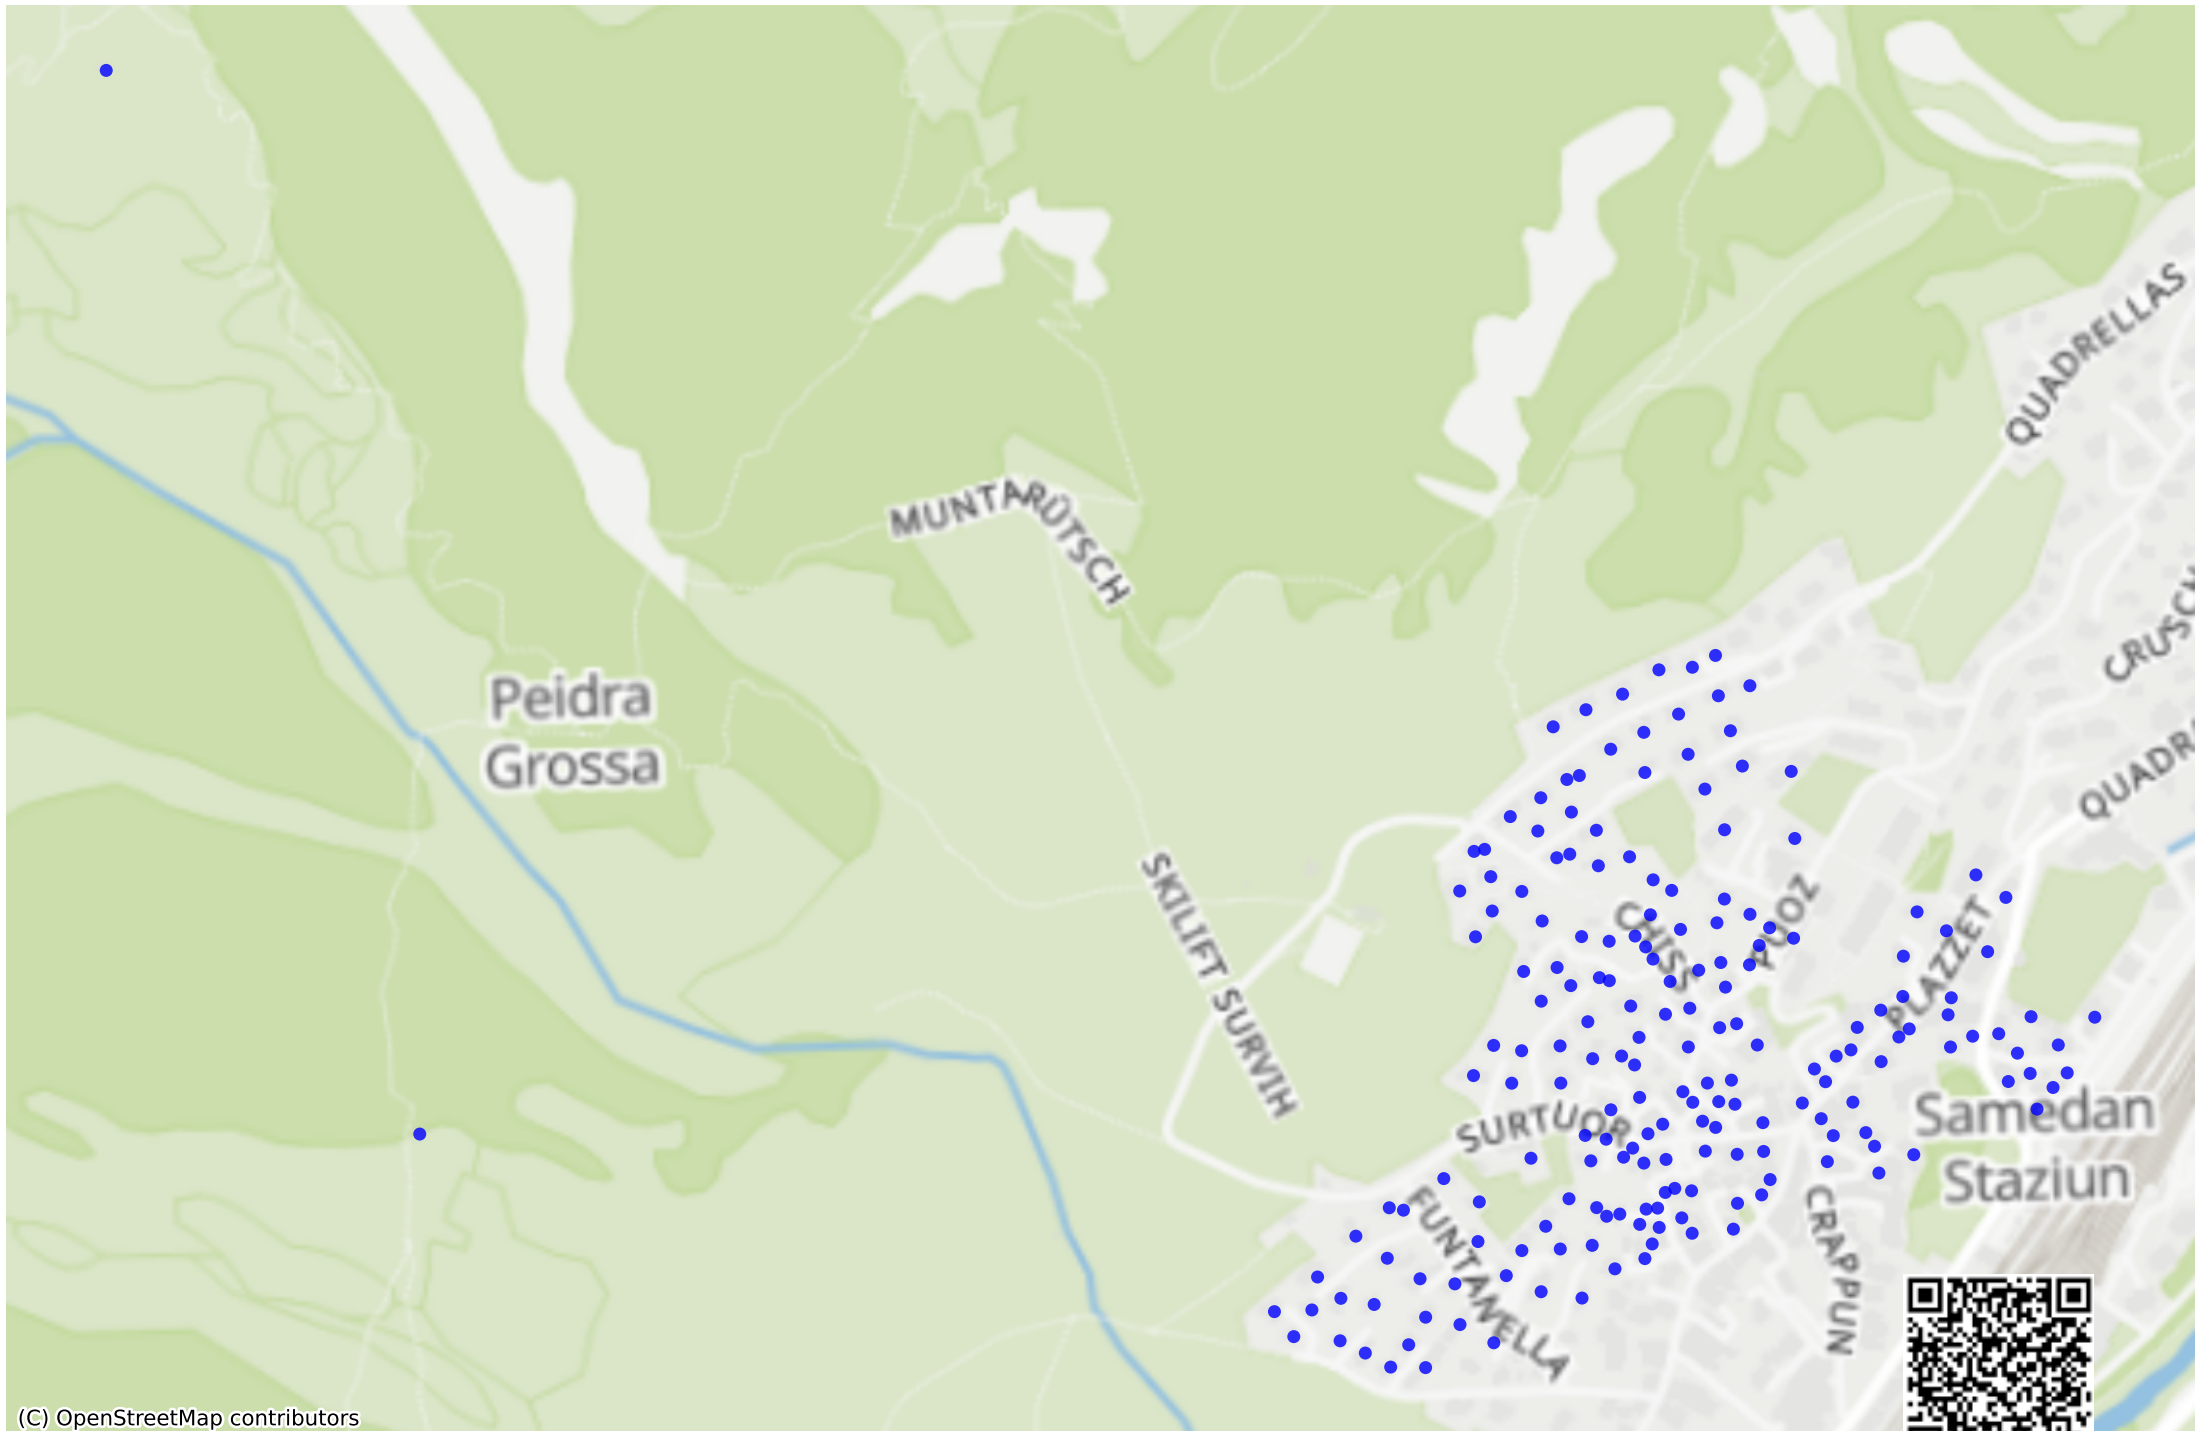 QUADRELLAS
MUNTARÜTSCH
CRUSCH
Peidra
Grossa
QUADR
SKILIFT SURVIH
CHISS
PUOZ
PLAZZET
SURTUOR
Samedan
Staziun
FUNTANELLA
CRAPPUN
(C) OpenStreetMap contributors